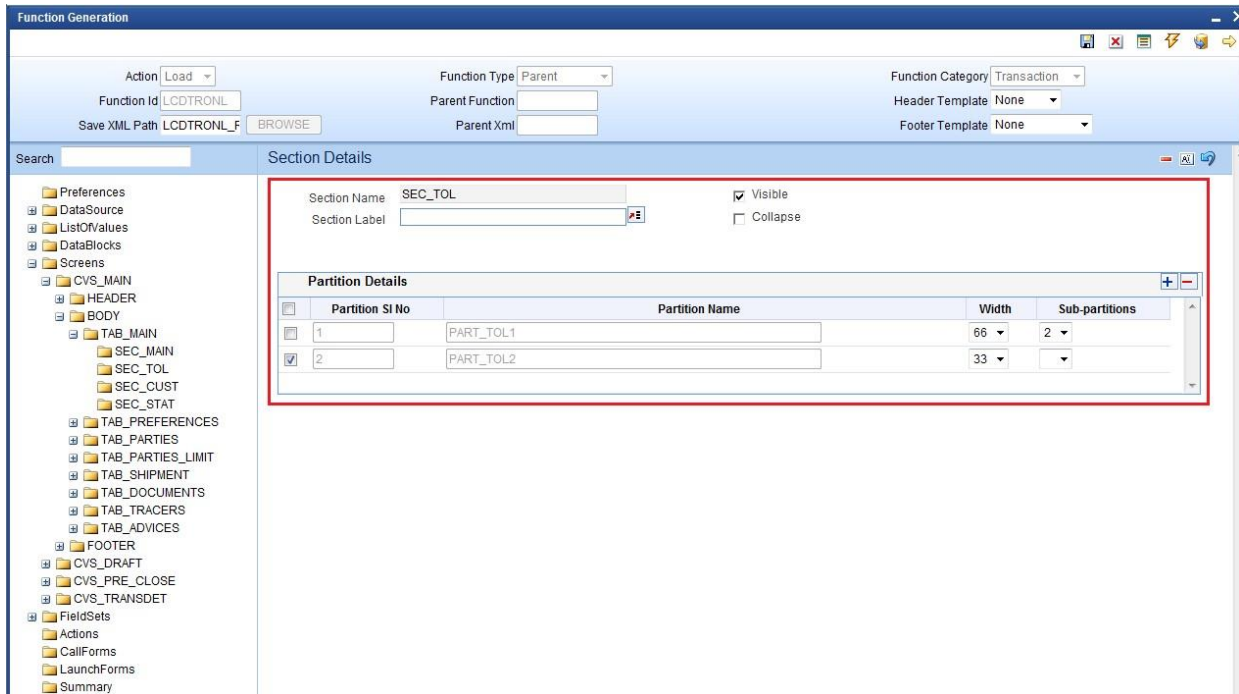 Function Generation
Action Load Function Type Parent Function Category Transaction
Function Id LCDTRONL Parent Function Header Template None
Save XML Path LCDTRONL_F BROWSE Parent Xml Footer Template None
Search Section Details
Preferences
DataSource
ListOfValues
DataBlocks
Screens
CVS_MAIN
HEADER
BODY
TAB_MAIN
SEC_MAIN
SEC_TOL
SEC_CUST
SEC_STAT
TAB_PREFERENCES
TAB_PARTIES
TAB_PARTIES_LIMIT
TAB_SHIPMENT
TAB_DOCUMENTS
TAB_TRACERS
TAB_ADVICES
FOOTER
CVS_DRAFT
CVS_PRE_CLOSE
CVS_TRANSDET
FieldSets
Actions
CallForms
LaunchForms
Summary
Section Name SEC_TOL Visible
Section Label Collapse
Partition Details
Partition Sl No Partition Name Width Sub-partitions
1 PART_TOL1 66 2
2 PART_TOL2 33